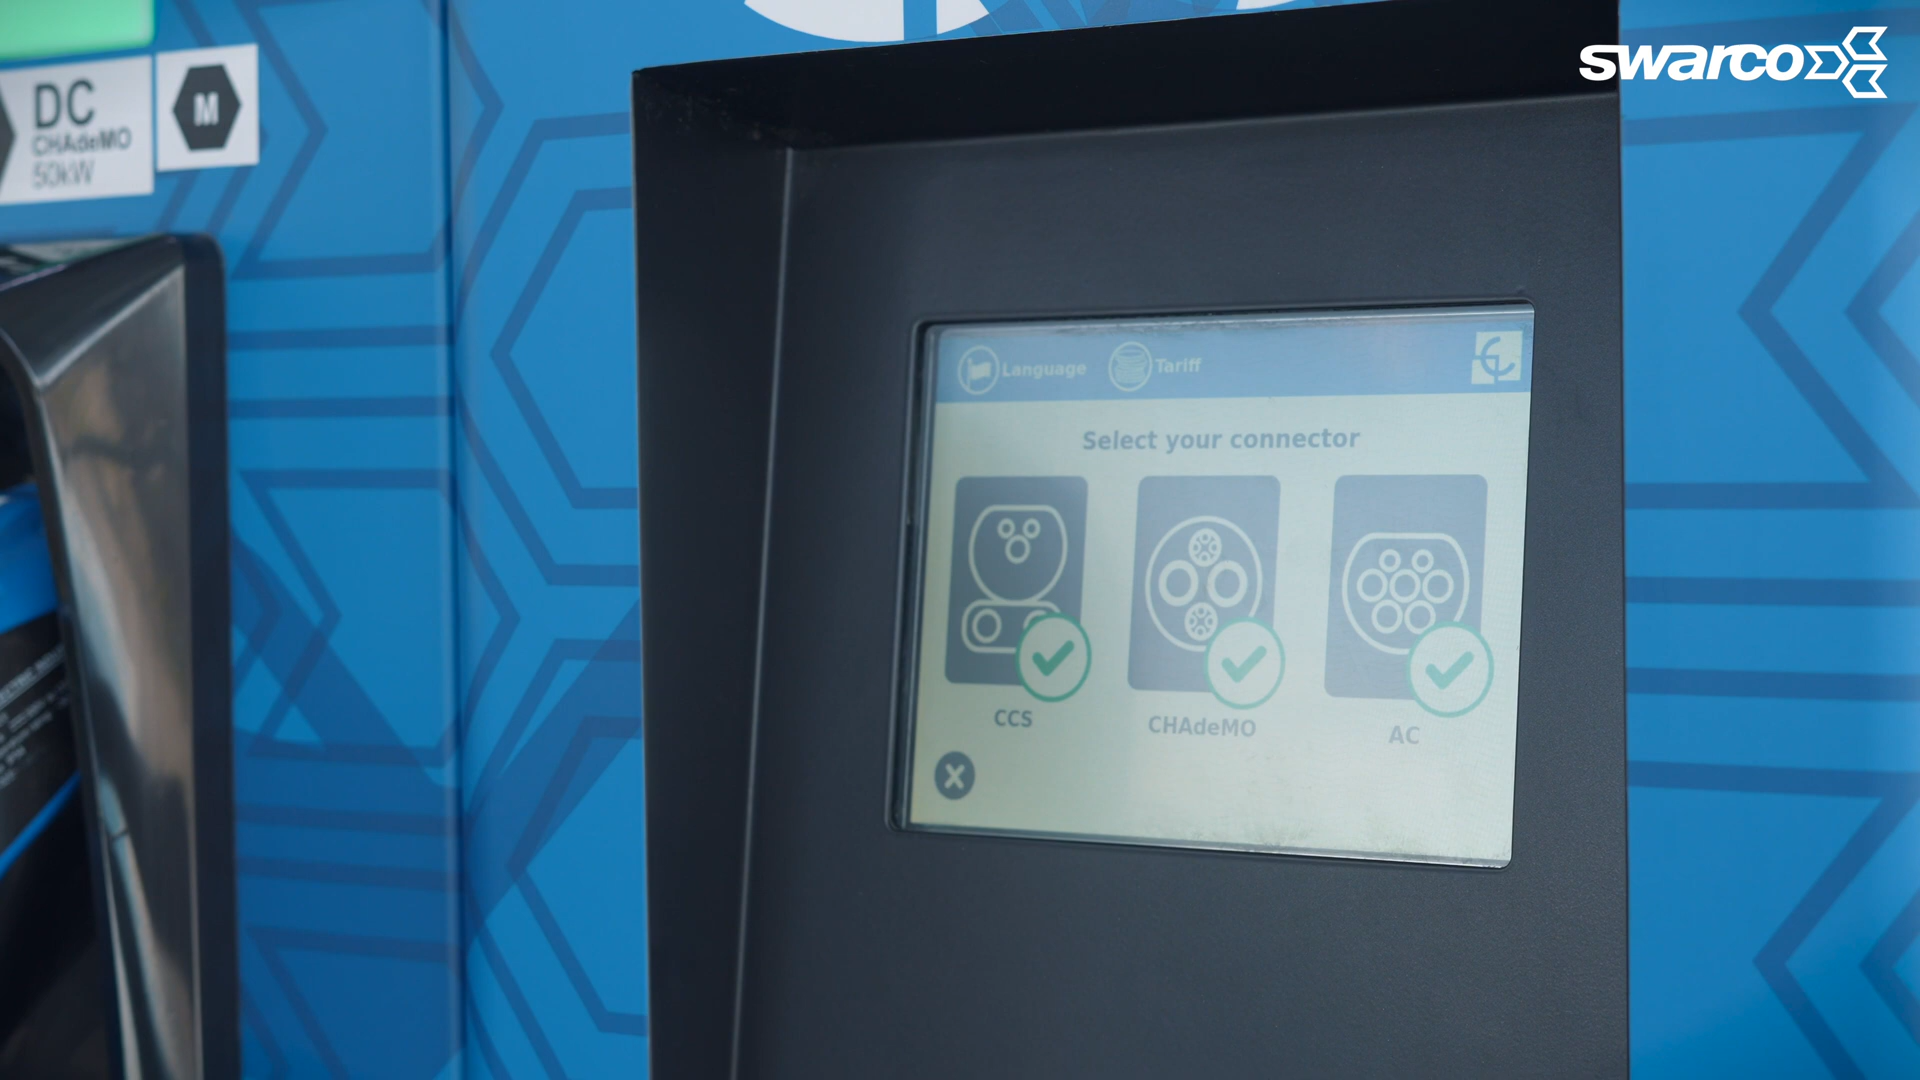 swarco
DC
CHAdeMO
50kW
M
Language
Tariff
Select your connector
CCS
CHAdeMO
AC
X